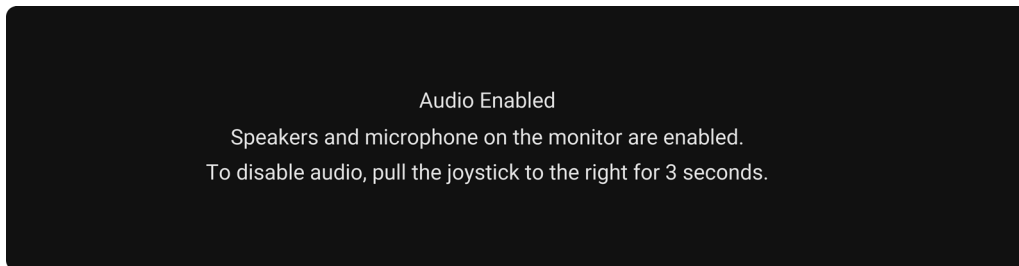 Audio Enabled
Speakers and microphone on the monitor are enabled.
To disable audio, pull the joystick to the right for 3 seconds.